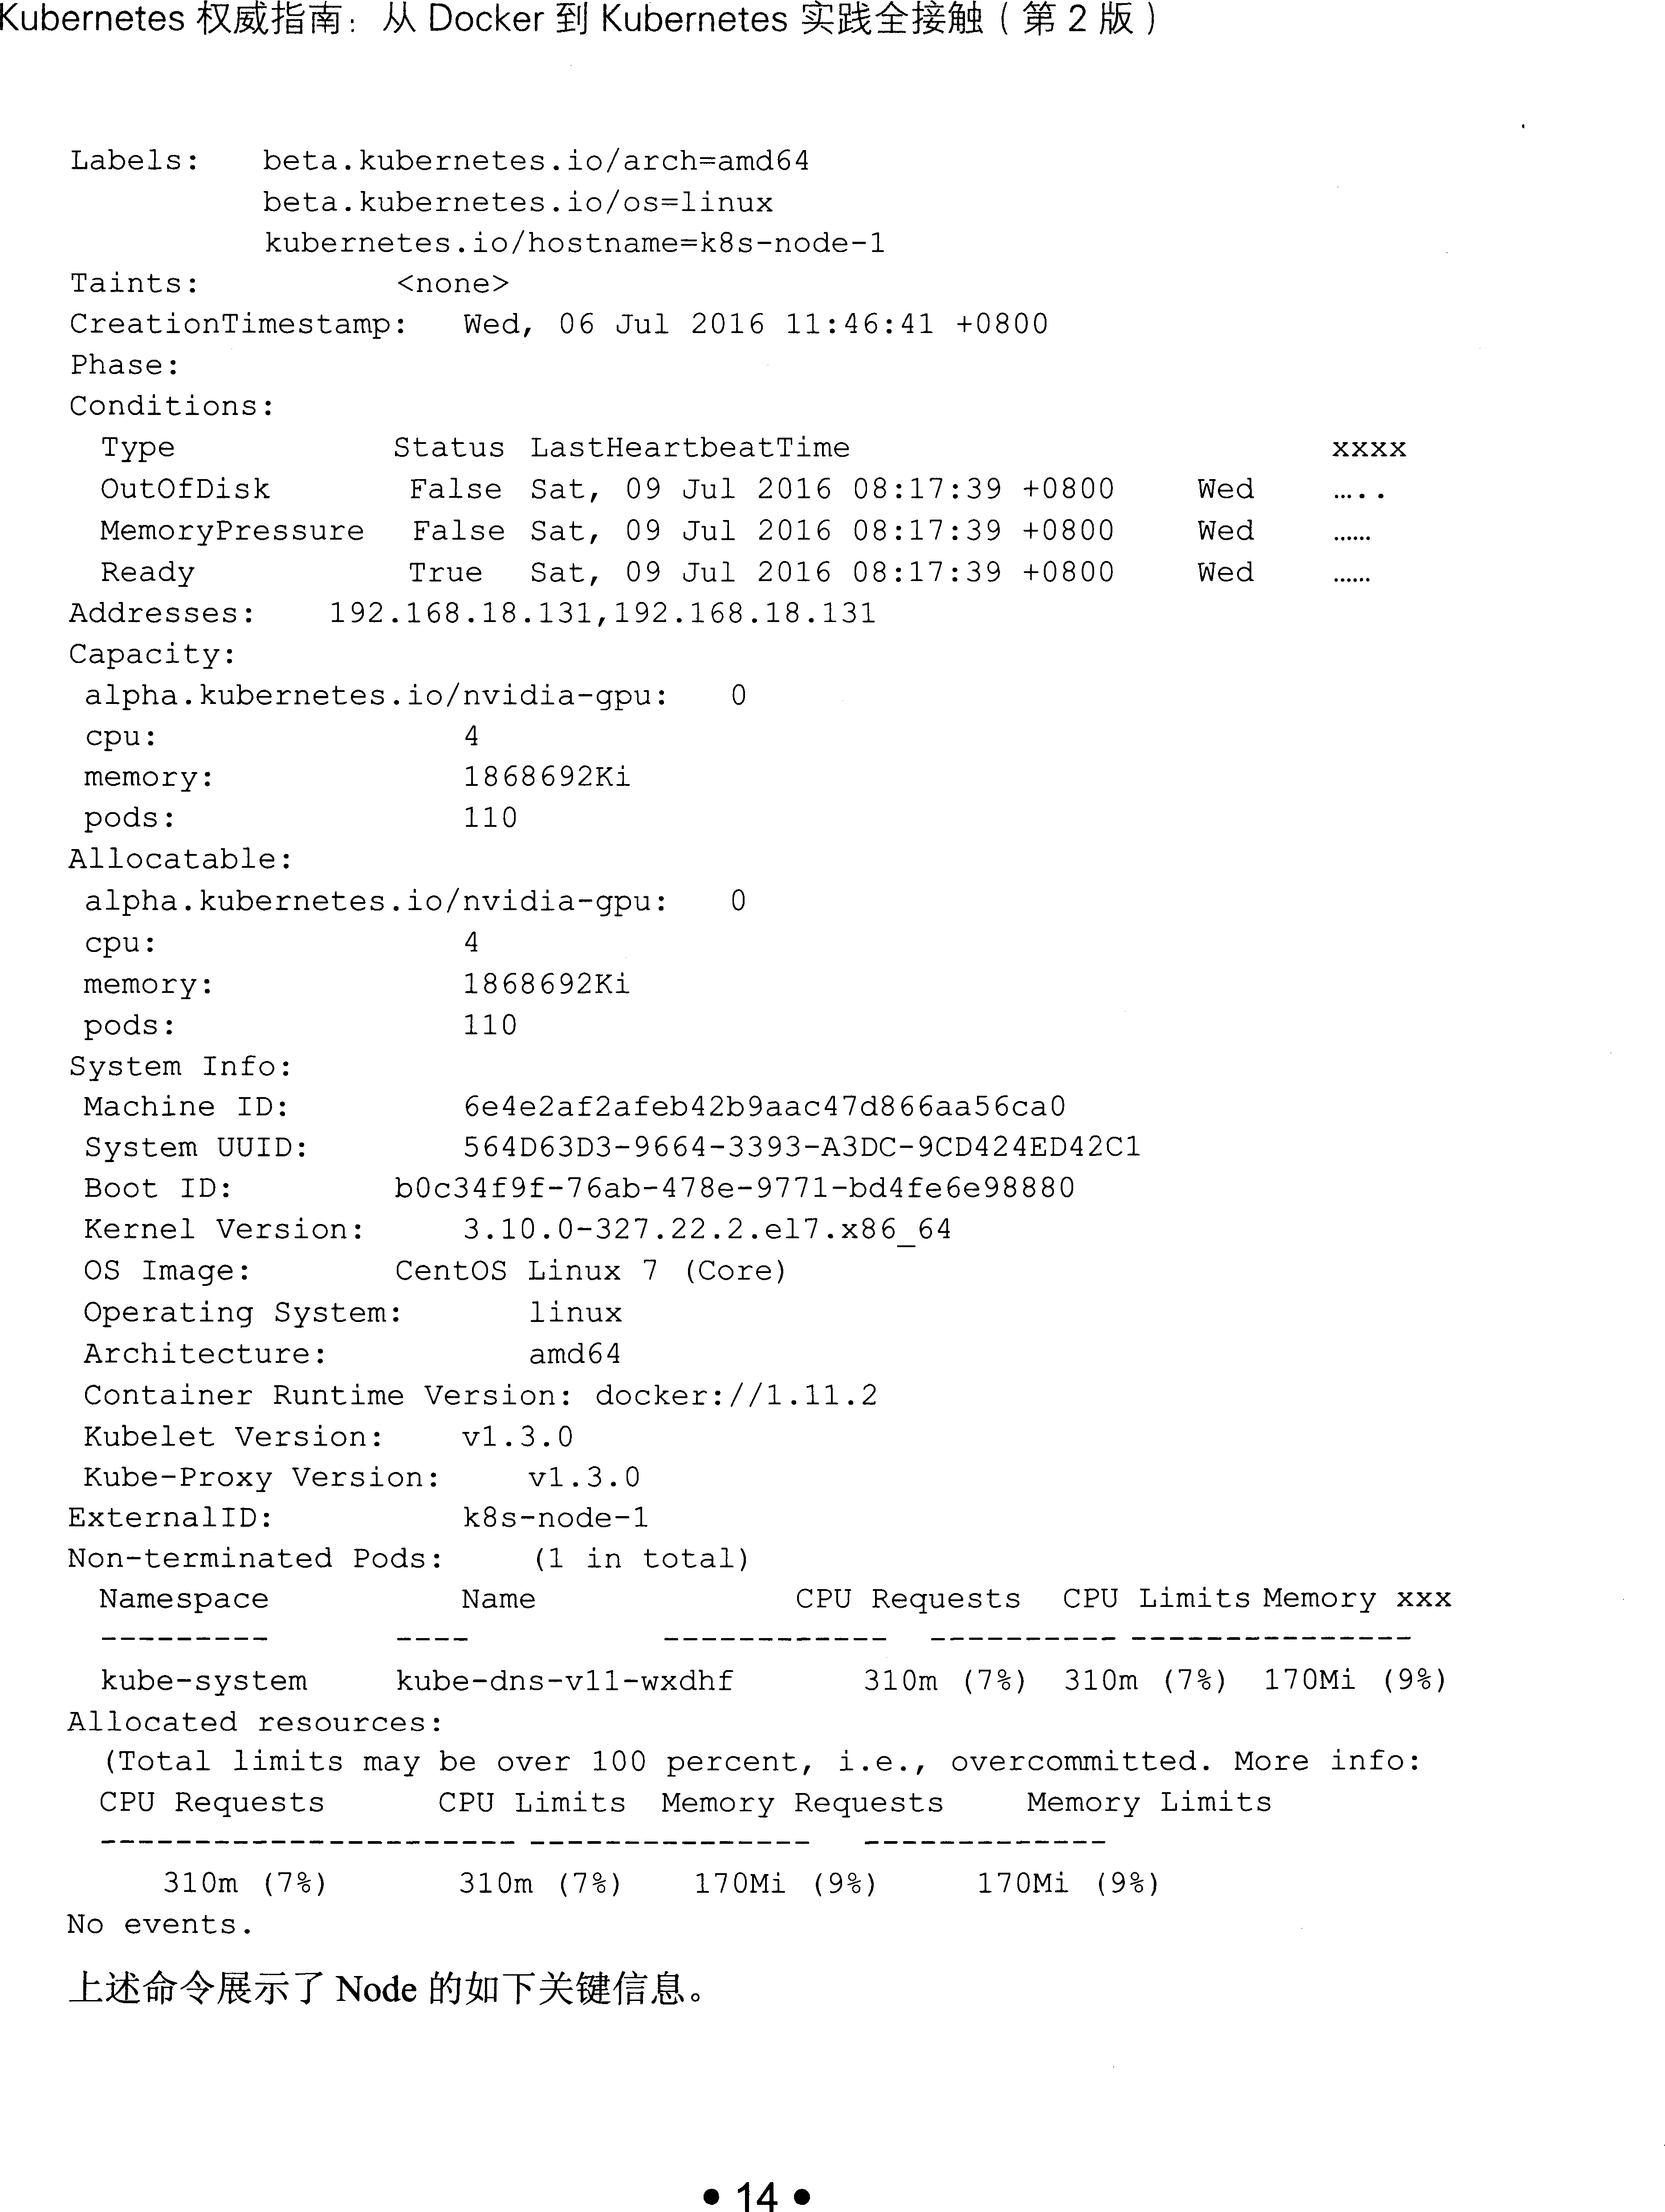 Kubernetes 权威指南：从 Docker 到 Kubernetes 实践全接触（第 2 版）
Labels: beta.kubernetes.io/arch=amd64
beta.kubernetes.io/os=linux
kubernetes.io/hostname=k8s-node-1
Taints: <none>
CreationTimestamp: Wed, 06 Jul 2016 11:46:41 +0800
Phase:
Conditions:
Type Status LastHeartbeatTime xxxx
OutOfDisk False Sat, 09 Jul 2016 08:17:39 +0800 Wed …..
MemoryPressure False Sat, 09 Jul 2016 08:17:39 +0800 Wed ……
Ready True Sat, 09 Jul 2016 08:17:39 +0800 Wed ……
Addresses: 192.168.18.131,192.168.18.131
Capacity:
alpha.kubernetes.io/nvidia-gpu: 0
cpu: 4
memory: 1868692Ki
pods: 110
Allocatable:
alpha.kubernetes.io/nvidia-gpu: 0
cpu: 4
memory: 1868692Ki
pods: 110
System Info:
Machine ID: 6e4e2af2afeb42b9aac47d866aa56ca0
System UUID: 564D63D3-9664-3393-A3DC-9CD424ED42C1
Boot ID: b0c34f9f-76ab-478e-9771-bd4fe6e98880
Kernel Version: 3.10.0-327.22.2.el7.x86_64
OS Image: CentOS Linux 7 (Core)
Operating System: linux
Architecture: amd64
Container Runtime Version: docker://1.11.2
Kubelet Version: v1.3.0
Kube-Proxy Version: v1.3.0
ExternalID: k8s-node-1
Non-terminated Pods: (1 in total)
Namespace Name CPU Requests CPU Limits Memory xxx
--------- ---- ------------ ---------- ---------------
kube-system kube-dns-v11-wxdhf 310m (7%) 310m (7%) 170Mi (9%)
Allocated resources:
(Total limits may be over 100 percent, i.e., overcommitted. More info:
CPU Requests CPU Limits Memory Requests Memory Limits
---------------------- --------------- -------------
310m (7%) 310m (7%) 170Mi (9%) 170Mi (9%)
No events.
上述命令展示了 Node 的如下关键信息。
• 14 •